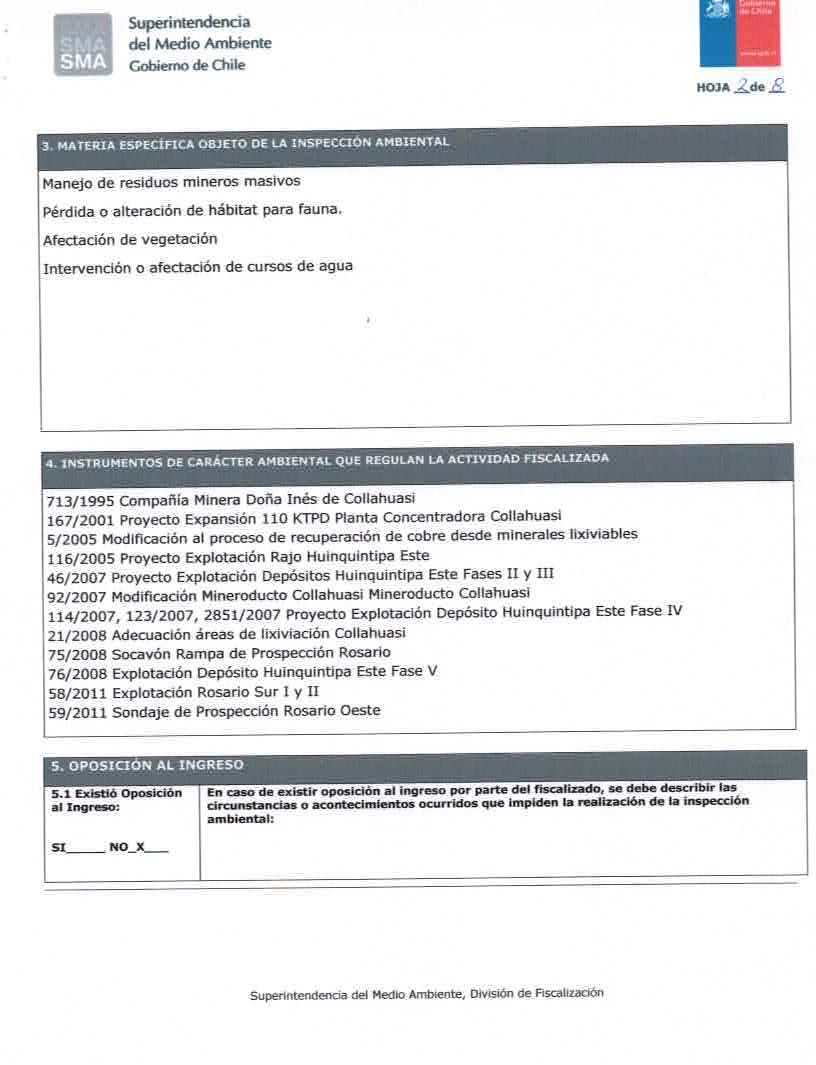 SMA
SMA
Superintendencia
del Medio Ambiente
Gobierno de Chile
Gobierno
de Chile
HOJA 2 de 8
3. MATERIA ESPECÍFICA OBJETO DE LA INSPECCIÓN AMBIENTAL
Manejo de residuos mineros masivos
Pérdida o alteración de hábitat para fauna.
Afectación de vegetación
Intervención o afectación de cursos de agua
4. INSTRUMENTOS DE CARÁCTER AMBIENTAL QUE REGULAN LA ACTIVIDAD FISCALIZADA
713/1995 Compañía Minera Doña Inés de Collahuasi
167/2001 Proyecto Expansión 110 KTPD Planta Concentradora Collahuasi
5/2005 Modificación al proceso de recuperación de cobre desde minerales lixiviables
116/2005 Proyecto Explotación Rajo Huinquintipa Este
46/2007 Proyecto Explotación Depósitos Huinquintipa Este Fases II y III
92/2007 Modificación Mineroducto Collahuasi Mineroducto Collahuasi
114/2007, 123/2007, 2851/2007 Proyecto Explotación Depósito Huinquintipa Este Fase IV
21/2008 Adecuación áreas de lixiviación Collahuasi
75/2008 Socavón Rampa de Prospección Rosario
76/2008 Explotación Depósito Huinquintipa Este Fase V
58/2011 Explotación Rosario Sur I y II
59/2011 Sondaje de Prospección Rosario Oeste
5. OPOSICIÓN AL INGRESO
5.1 Existió Oposición
al Ingreso:
SI_____ NO_X___
En caso de existir oposición al ingreso por parte del fiscalizado, se debe describir las
circunstancias o acontecimientos ocurridos que impiden la realización de la inspección
ambiental:
Superintendencia del Medio Ambiente, División de Fiscalización